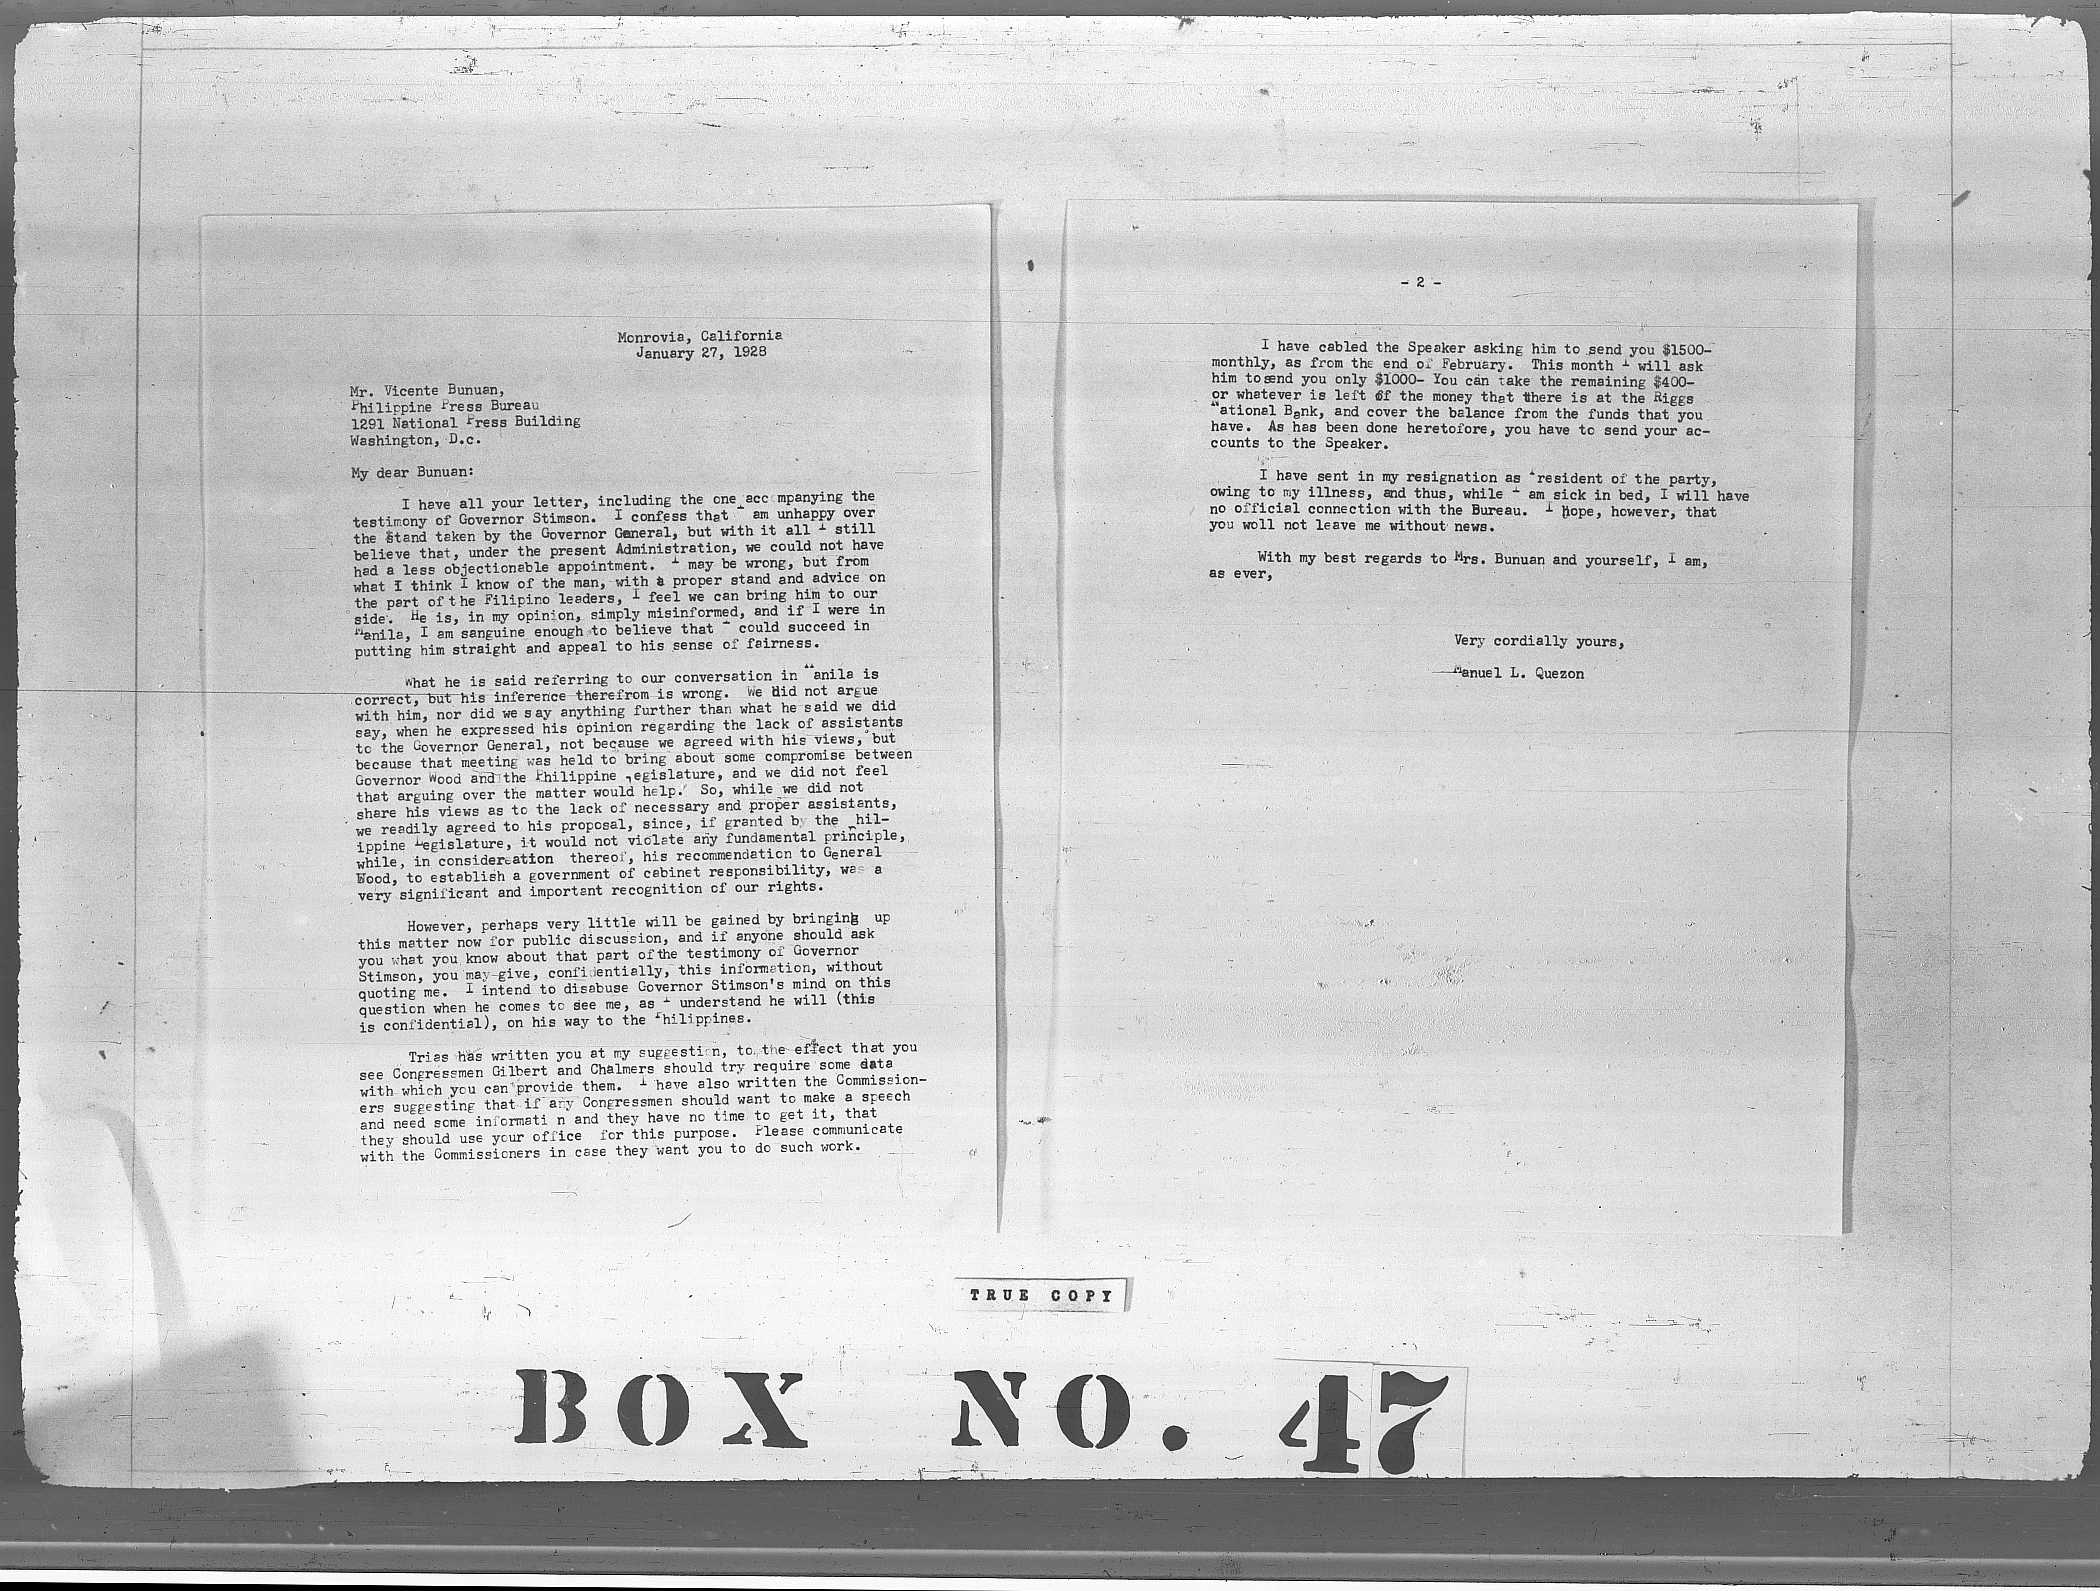 Monrovia, California
January 27, 1928
Mr. Vicente Bunuan,
Philippine Press Bureau
1291 National Press Building
Washington, D.c.
My dear Bunuan:
I have all your letter, including the one accompanying the
testimony of Governor Stimson. I confess that I am unhappy over
the stand taken by the Governor General, but with it all I still
believe that, under the present Administration, we could not have
had a less objectionable appointment. I may be wrong, but from
what I think I know of the man, with a proper stand and advice on
the part of the Filipino leaders, I feel we can bring him to our
side. He is, in my opinion, simply misinformed, and if I were in
Manila, I am sanguine enough to believe that I could succeed in
putting him straight and appeal to his sense of fairness.
What he is said referring to our conversation in Manila is
correct, but his inference therefrom is wrong. We did not argue
with him, nor did we say anything further than what he said we did
say, when he expressed his opinion regarding the lack of assistants
to the Governor General, not because we agreed with his views, but
because that meeting was held to bring about some compromise between
Governor Wood and the Philippine Legislature, and we did not feel
that arguing over the matter would help. So, while we did not
share his views as to the lack of necessary and proper assistants,
we readily agreed to his proposal, since, if granted by the Phil-
ippine Legislature, it would not violate any fundamental principle,
while, in consideration thereof, his recommendation to General
Wood, to establish a government of cabinet responsibility, was a
very significant and important recognition of our rights.
However, perhaps very little will be gained by bringing up
this matter now for public discussion, and if anyone should ask
you what you know about that part of the testimony of Governor
Stimson, you may give, confidentially, this information, without
quoting me. I intend to disabuse Governor Stimson's mind on this
question when he comes to see me, as I understand he will (this
is confidential), on his way to the Philippines.
Trias has written you at my suggestion, to the effect that you
see Congressmen Gilbert and Chalmers should try require some data
with which you can provide them. I have also written the Commission-
ers suggesting that if any Congressmen should want to make a speech
and need some information and they have no time to get it, that
they should use your office for this purpose. Please communicate
with the Commissioners in case they want you to do such work.
- 2 -
I have cabled the Speaker asking him to send you $1500-
monthly, as from the end of February. This month I will ask
him to send you only $1000- You can take the remaining $400-
or whatever is left of the money that there is at the Riggs
National Bank, and cover the balance from the funds that you
have. As has been done heretofore, you have to send your ac-
counts to the Speaker.
I have sent in my resignation as President of the party,
owing to my illness, and thus, while I am sick in bed, I will have
no official connection with the Bureau. I hope, however, that
you woll not leave me without news.
With my best regards to Mrs. Bunuan and yourself, I am,
as ever,
Very cordially yours,
Manuel L. Quezon
TRUE COPY
BOX NO. 47